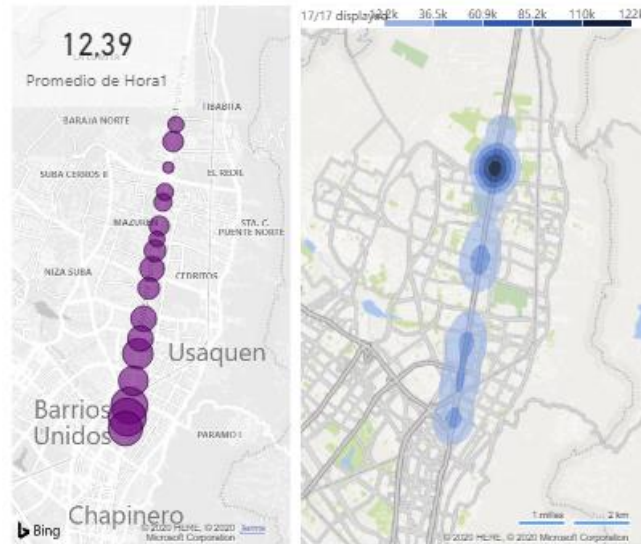 12,39
Promedio de Hora1
TIBABITA
BARAJA NORTE
SUBA CERROS II
EL REDIL
MAZUREN
STA. C.
PUENTE NORTE
NIZA SUBA
CEDRITOS
Usaquen
Barrios
Unidos
PARAMO I
Chapinero
Bing
© 2020 HERE, © 2020 Terms
Microsoft Corporation
17/17 displayed
36.5k 60.9k 85.2k 110k 122k
1 miles 2 km
© 2020 HERE, © 2020 Microsoft Corporation